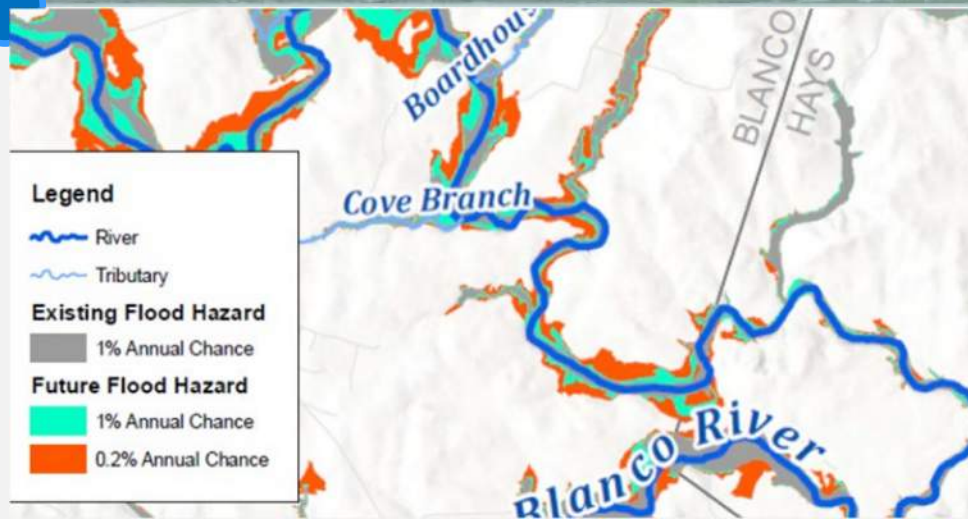 Boardhous
BLANCO
HAYS
Cove Branch
Legend
River
Tributary
Existing Flood Hazard
1% Annual Chance
Future Flood Hazard
1% Annual Chance
0.2% Annual Chance
Blanco River